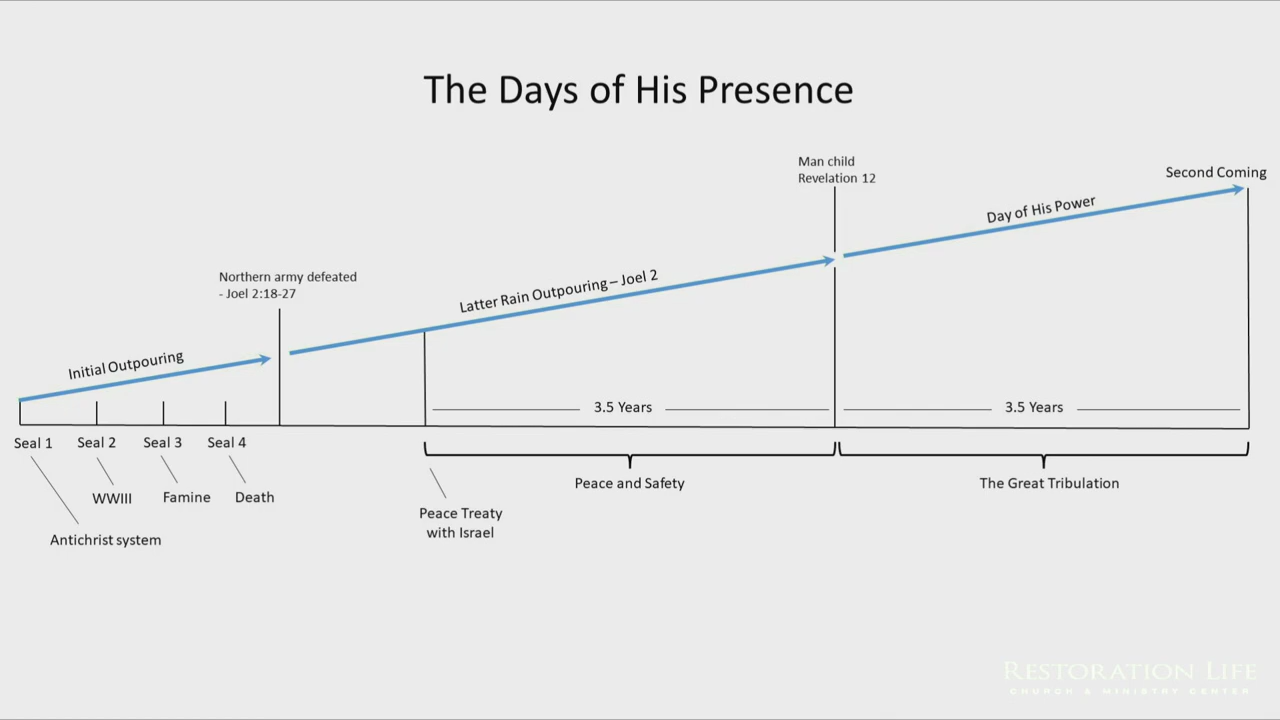 The Days of His Presence
Man child
Revelation 12
Second Coming
Day of His Power
Northern army defeated
- Joel 2:18-27
Latter Rain Outpouring – Joel 2
Initial Outpouring
3.5 Years
3.5 Years
Seal 1
Seal 2
Seal 3
Seal 4
Peace and Safety
The Great Tribulation
WWIII
Famine
Death
Peace Treaty
with Israel
Antichrist system
RESTORATION LIFE
CHURCH & MINISTRY CENTER